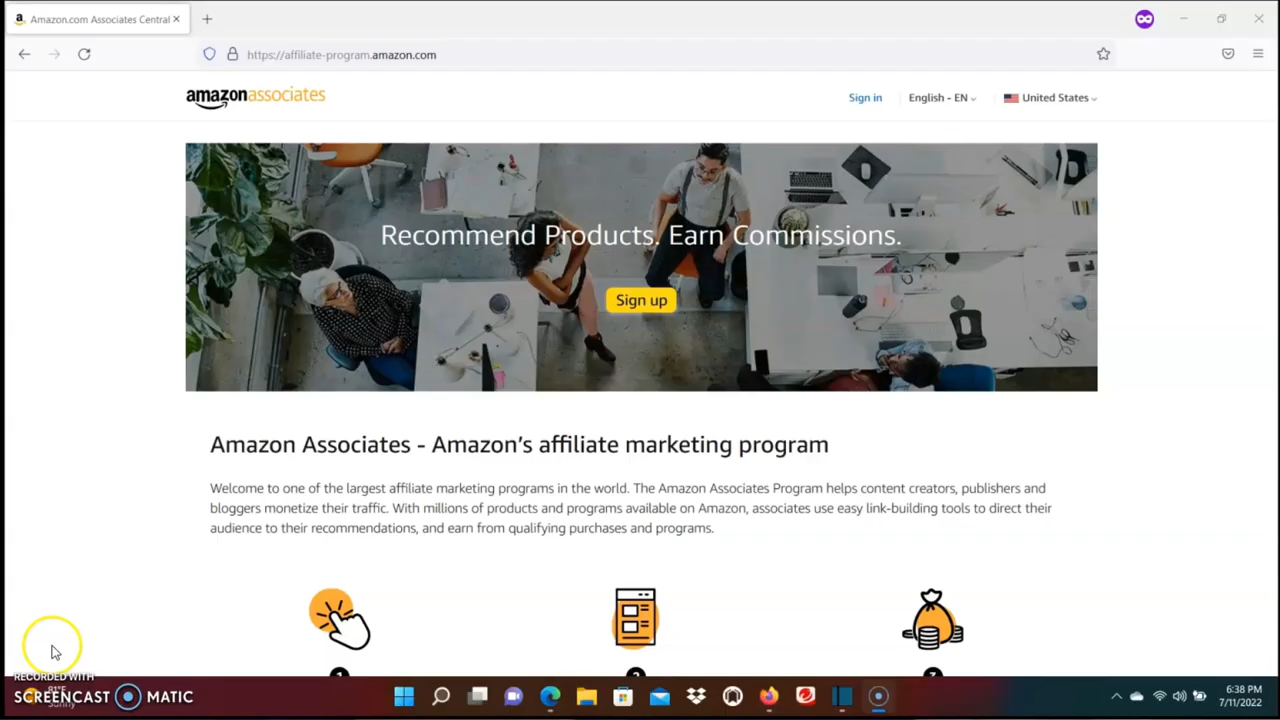 Amazon.com Associates Central
https://affiliate-program.amazon.com
amazonassociates
Sign in
English - EN
United States
Recommend Products. Earn Commissions.
Sign up
Amazon Associates - Amazon's affiliate marketing program
Welcome to one of the largest affiliate marketing programs in the world. The Amazon Associates Program helps content creators, publishers and
bloggers monetize their traffic. With millions of products and programs available on Amazon, associates use easy link-building tools to direct their
audience to their recommendations, and earn from qualifying purchases and programs.
RECORDED WITH
SCREENCAST MATIC
91°F
Sunny
6:38 PM
7/11/2022